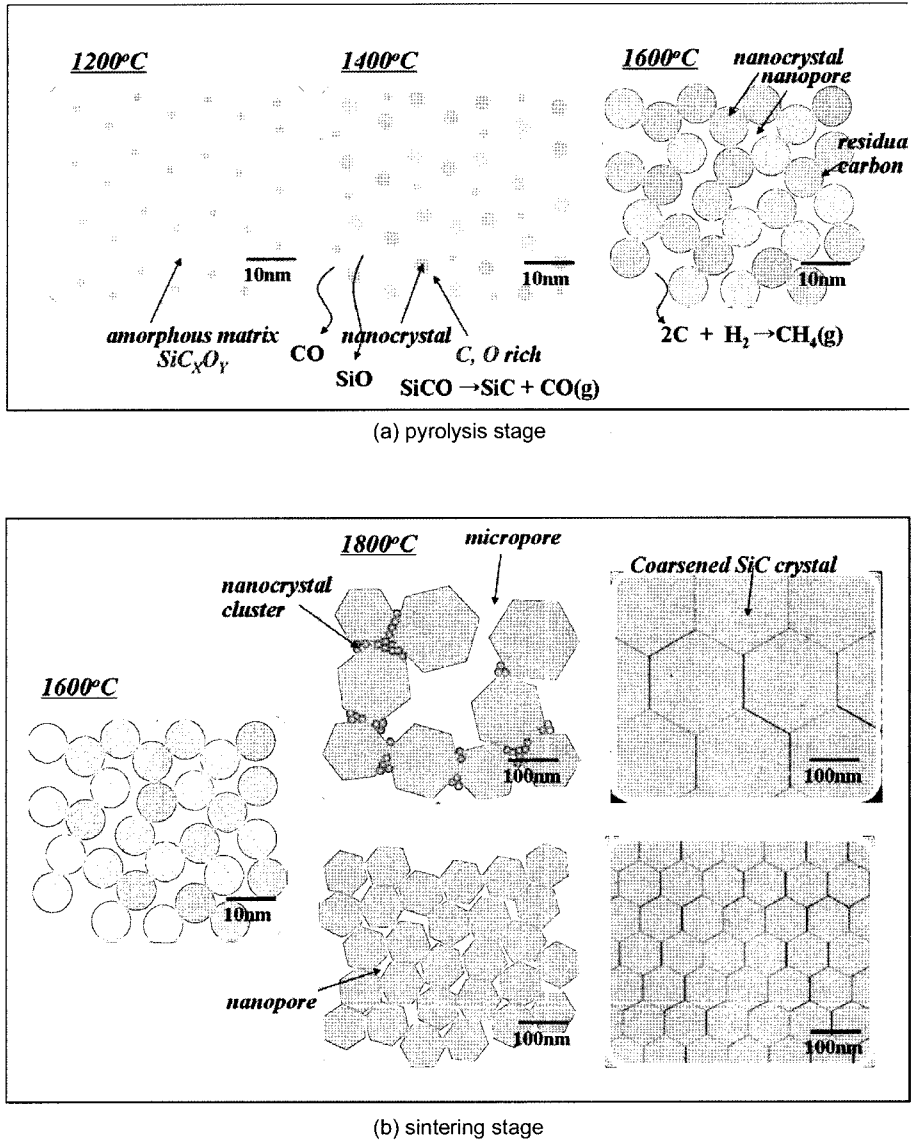 1200°C
1400°C
1600°C
nanocrystal
nanopore
residual
carbon
10nm
10nm
10nm
amorphous matrix
SiCXOY
CO
SiO
nanocrystal
C, O rich
SiCO →SiC + CO(g)
2C + H2→CH4(g)
(a) pyrolysis stage
1800°C
micropore
Coarsened SiC crystal
nanocrystal
cluster
1600°C
100nm
100nm
10nm
nanopore
100nm
100nm
(b) sintering stage